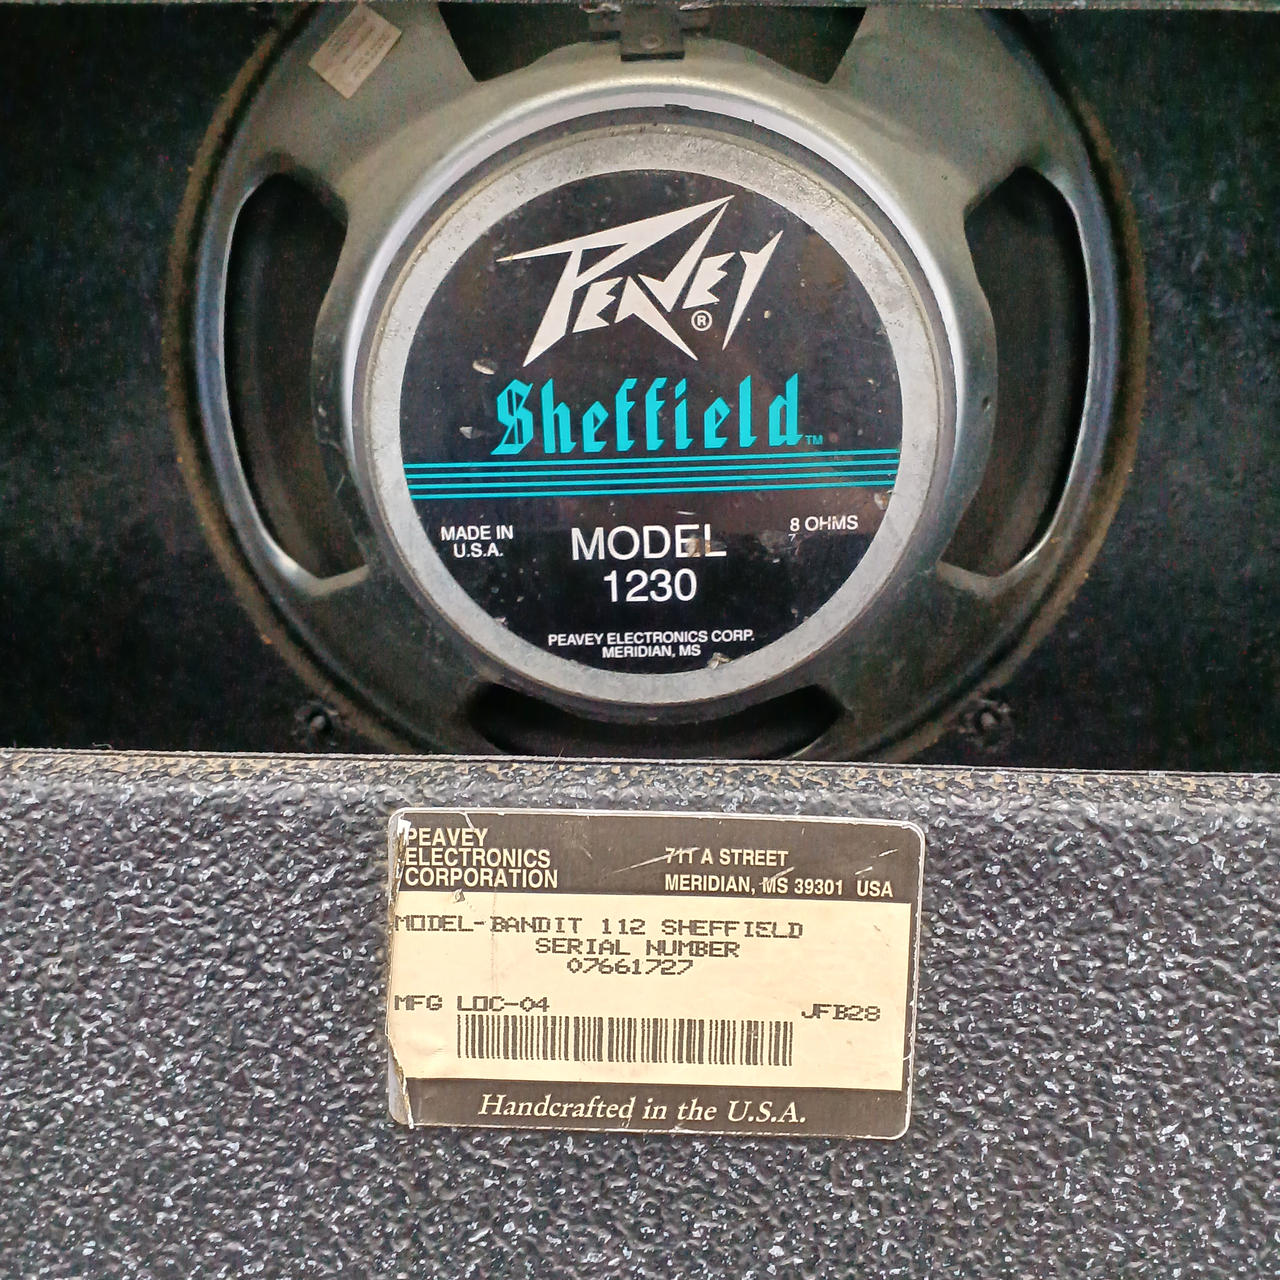 PEAVEY
®
Sheffield™
MADE IN
U.S.A.
MODEL
1230
8 OHMS
PEAVEY ELECTRONICS CORP.
MERIDIAN, MS
PEAVEY
ELECTRONICS
CORPORATION
711 A STREET
MERIDIAN, MS 39301 USA
MODEL-BANDIT 112 SHEFFIELD
SERIAL NUMBER
07661727
MFG LOC-04
JFB28
Handcrafted in the U.S.A.